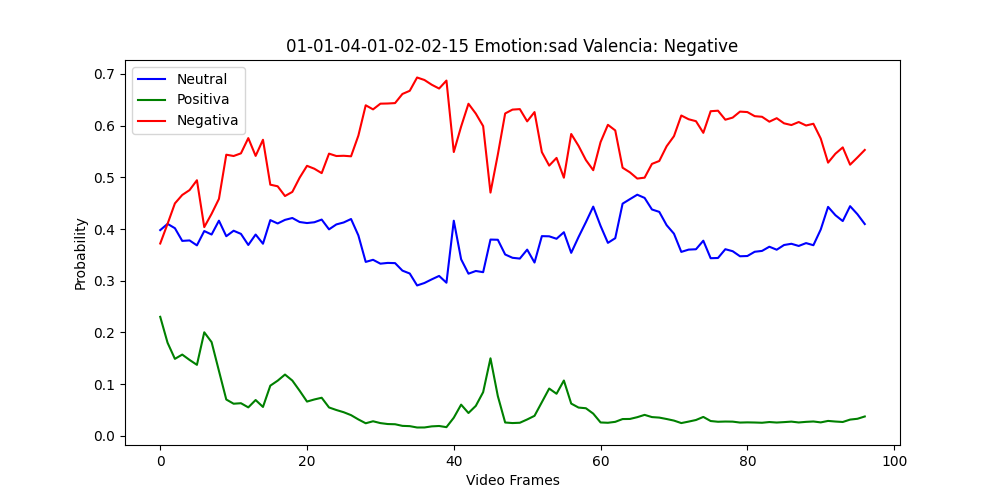 01-01-04-01-02-02-15 Emotion:sad Valencia: Negative
Neutral
Positiva
Negativa
0.7
0.6
0.5
0.4
0.3
0.2
0.1
0.0
Probability
0 20 40 60 80 100
Video Frames